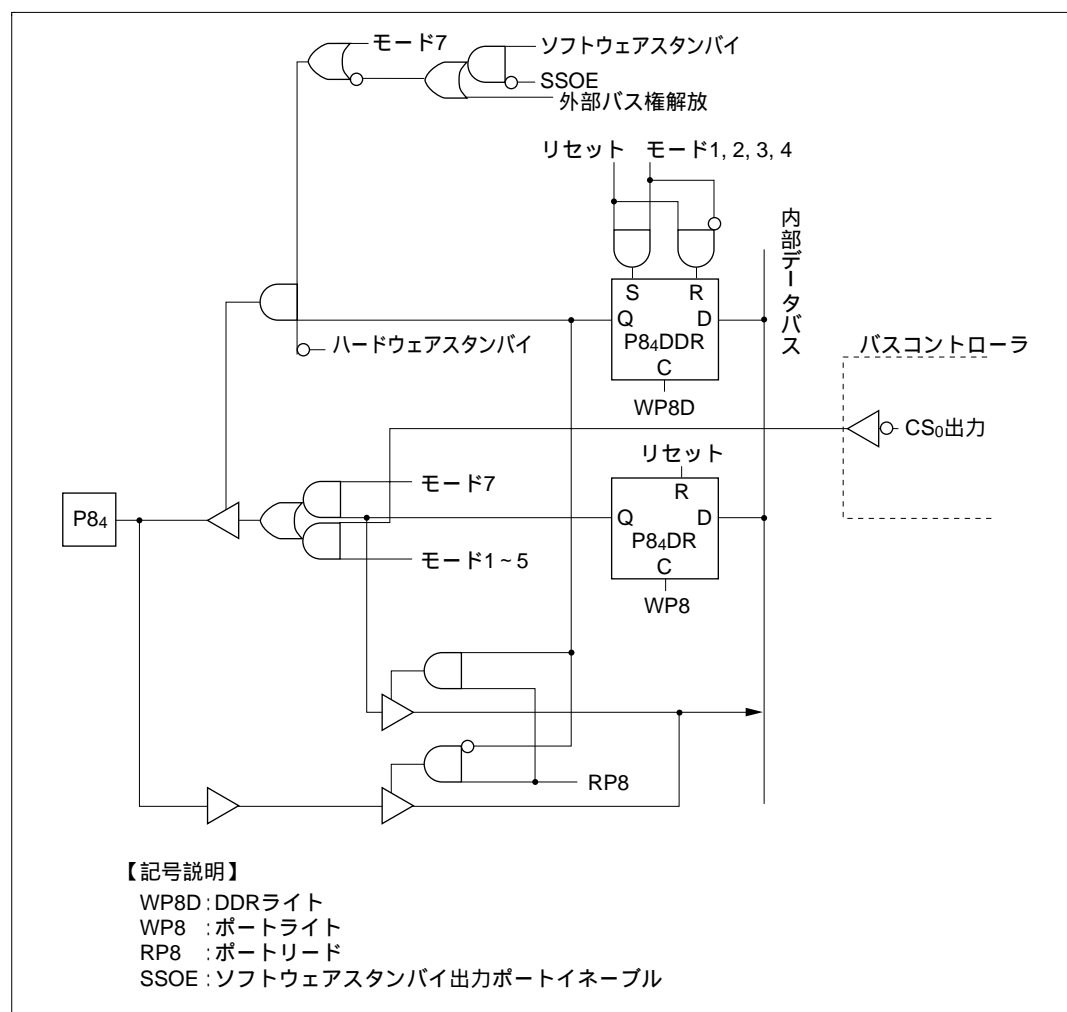 モード7
ソフトウェアスタンバイ
SSOE
外部バス権解放
リセット モード1, 2, 3, 4
内部データバス
S R
Q D
P84DDR
C
WP8D
ハードウェアスタンバイ
バスコントローラ
CS0出力
リセット
モード7
R
Q D
P84DR
C
WP8
P84
モード1~5
RP8
【記号説明】
WP8D : DDRライト
WP8 : ポートライト
RP8 : ポートリード
SSOE : ソフトウェアスタンバイ出力ポートイネーブル